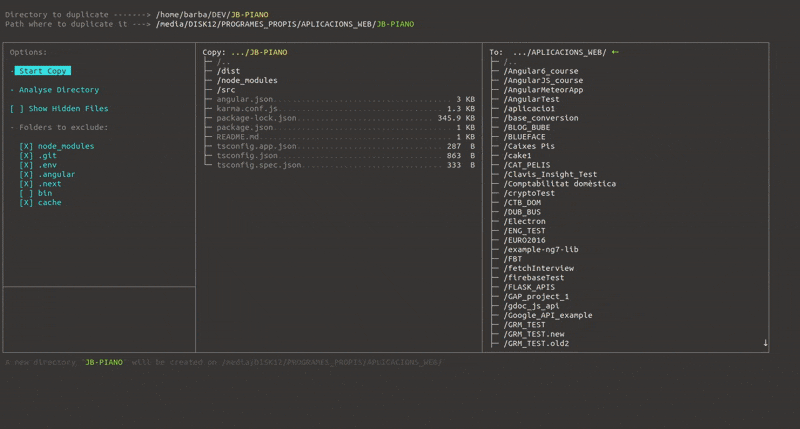 Directory to duplicate -------> /home/barba/DEV/JB-PIANO
Path where to duplicate it ---> /media/DISK12/PROGRAMES_PROPIS/APLICACIONS_WEB/JB-PIANO
Options:
· Start Copy
· Analyse Directory
[ ] Show Hidden Files
· Folders to exclude:
[X] node_modules
[X] .git
[X] .env
[X] .angular
[X] .next
[ ] bin
[X] cache
Copy: .../JB-PIANO
/..
/dist
/node_modules
/src
angular.json 3 KB
karma.conf.js 1.3 KB
package-lock.json 345.9 KB
package.json 1 KB
README.md 1 KB
tsconfig.app.json 287 B
tsconfig.json 863 B
tsconfig.spec.json 333 B
To: .../APLICACIONS_WEB/ ←
/..
/Angular6_course
/AngularJS_course
/AngularMeteorApp
/AngularTest
/aplicacio1
/base_conversion
/BLOG_BUBE
/BLUEFACE
/Caixes Pis
/cake1
/CAT_PELIS
/Clavis_Insight_Test
/Comptabilitat domèstica
/cryptoTest
/CTB_DOM
/DUB_BUS
/Electron
/ENG_TEST
/EURO2016
/example-ng7-lib
/FBT
/fetchInterview
/firebaseTest
/FLASK_APIS
/GAP_project_1
/gdoc_js_api
/Google_API_example
/GRM_TEST
/GRM_TEST.new
/GRM_TEST.old2 ↓
A new directory 'JB-PIANO' will be created on /media/DISK12/PROGRAMES_PROPIS/APLICACIONS_WEB/